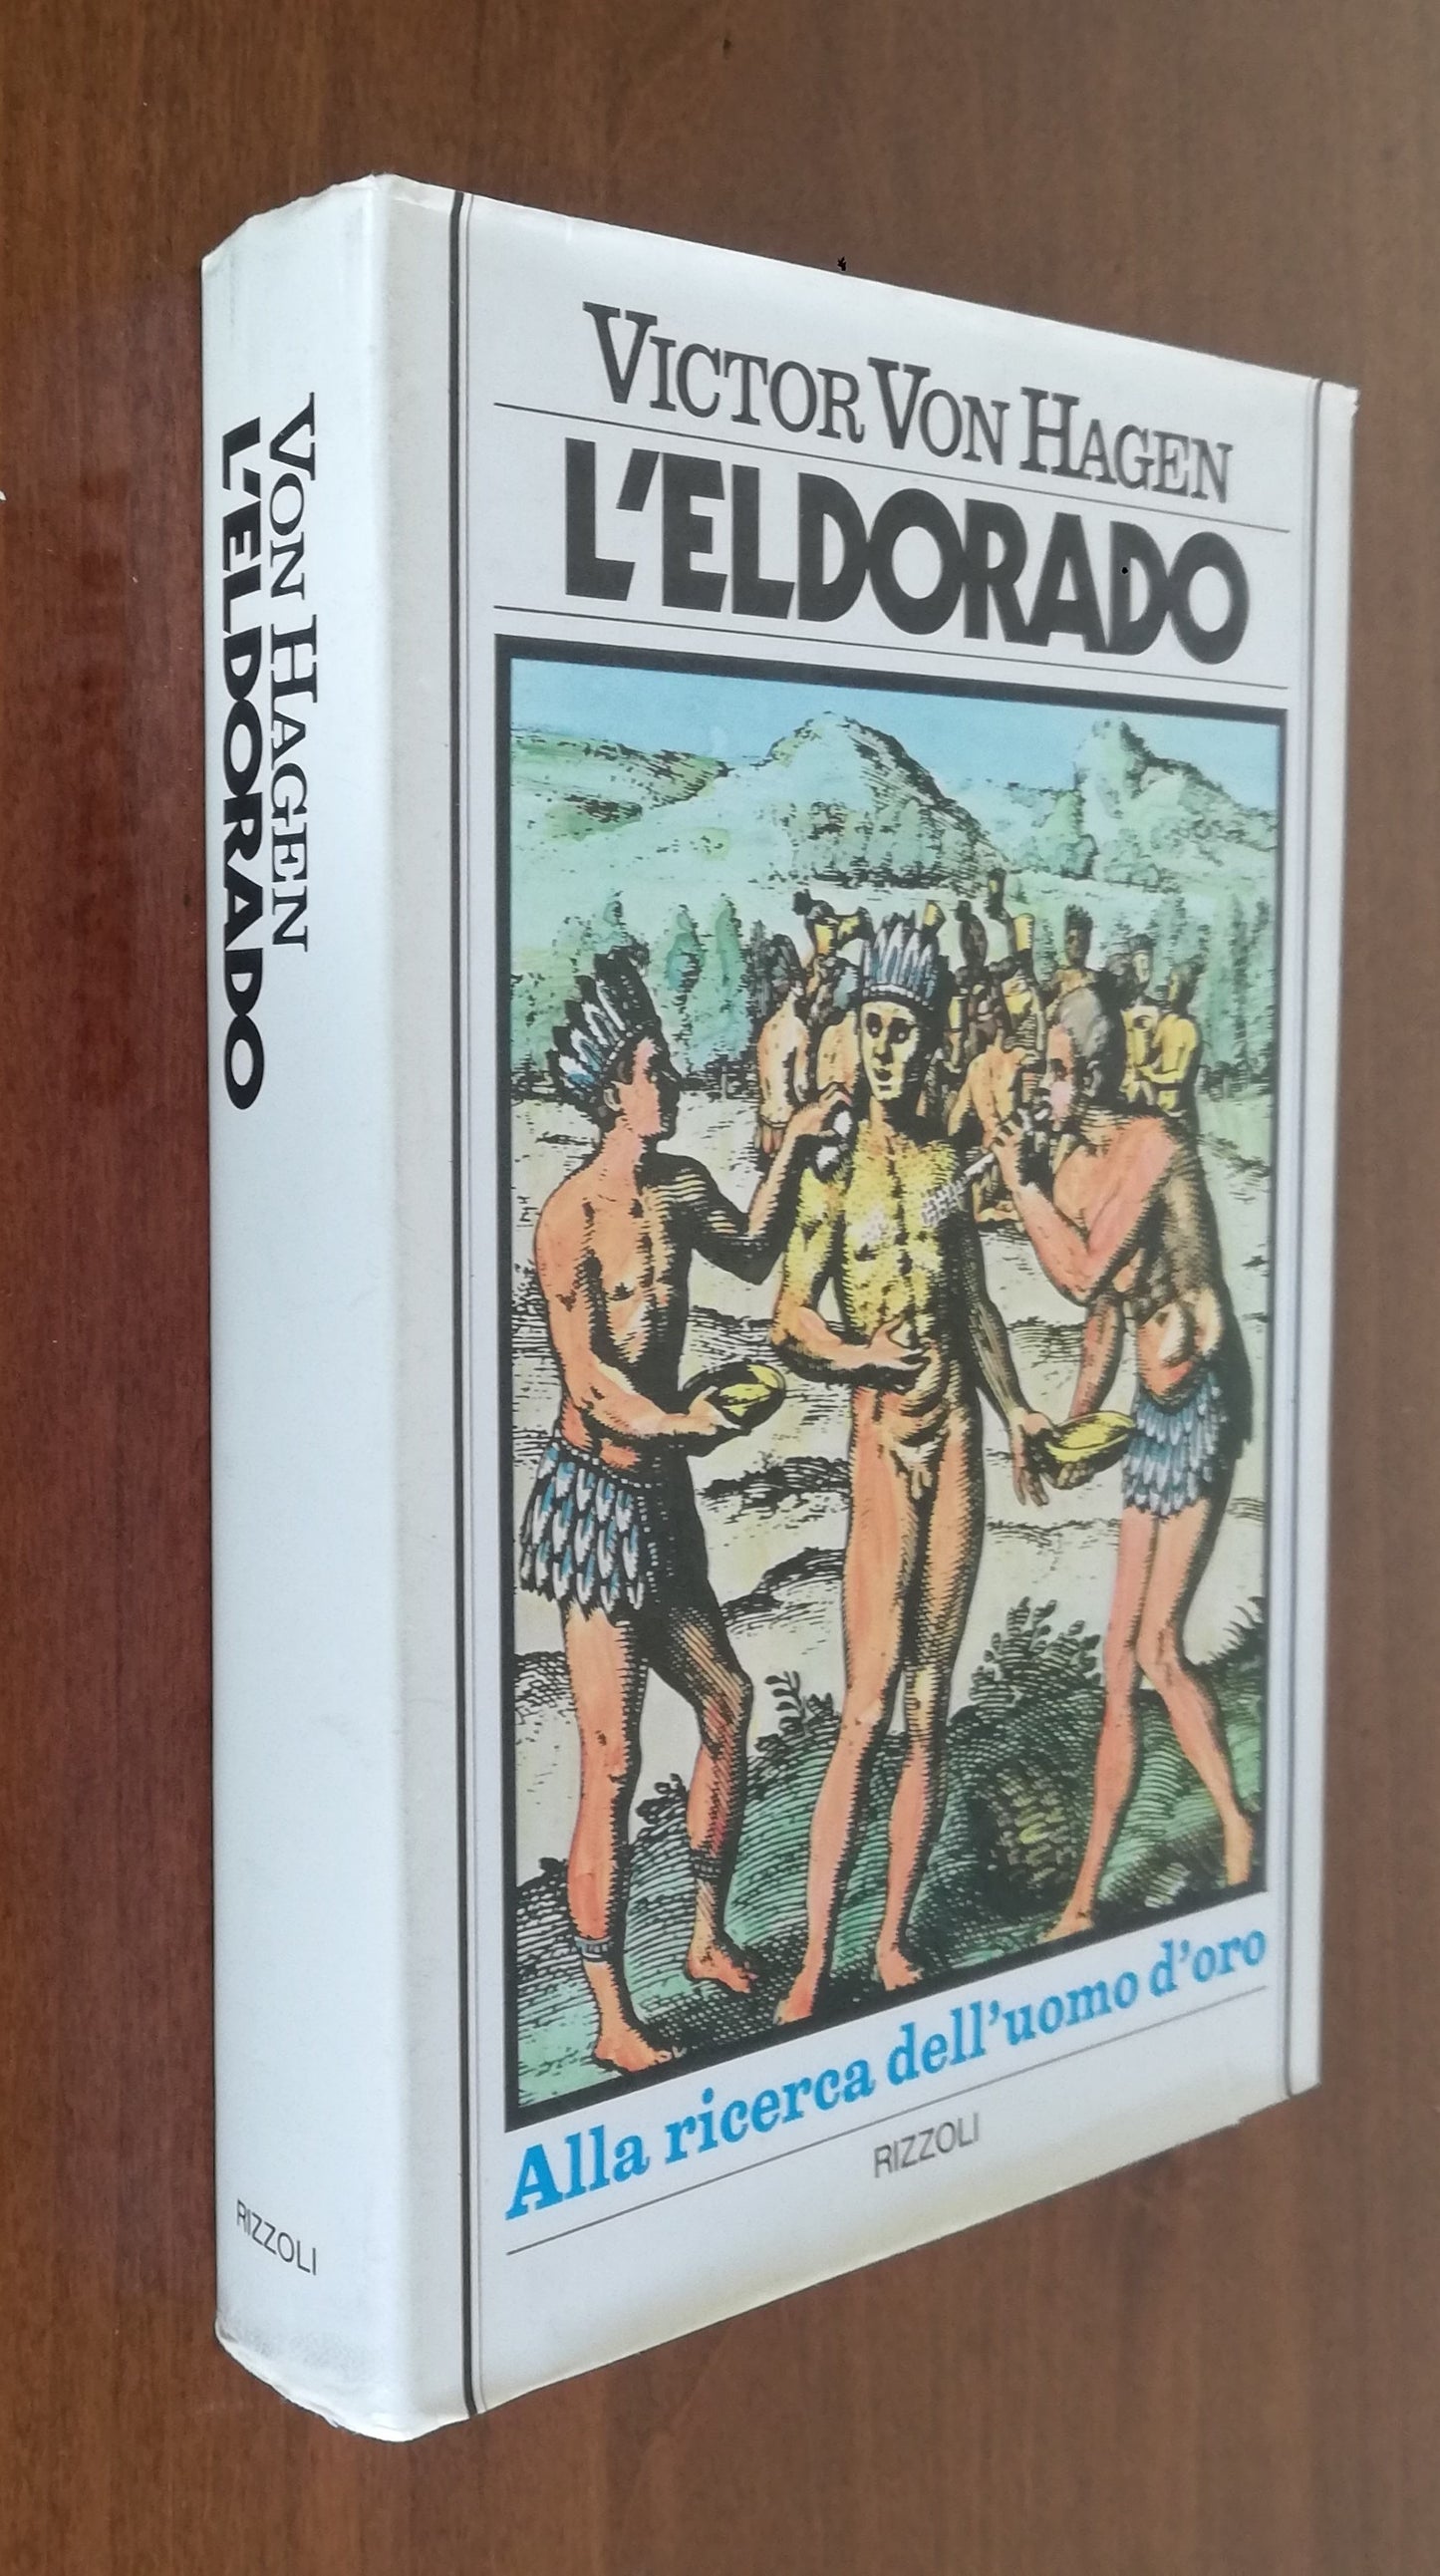 VON HAGEN
L'ELDORADO
RIZZOLI
VICTOR VON HAGEN
L'ELDORADO
Alla ricerca dell'uomo d'oro
RIZZOLI